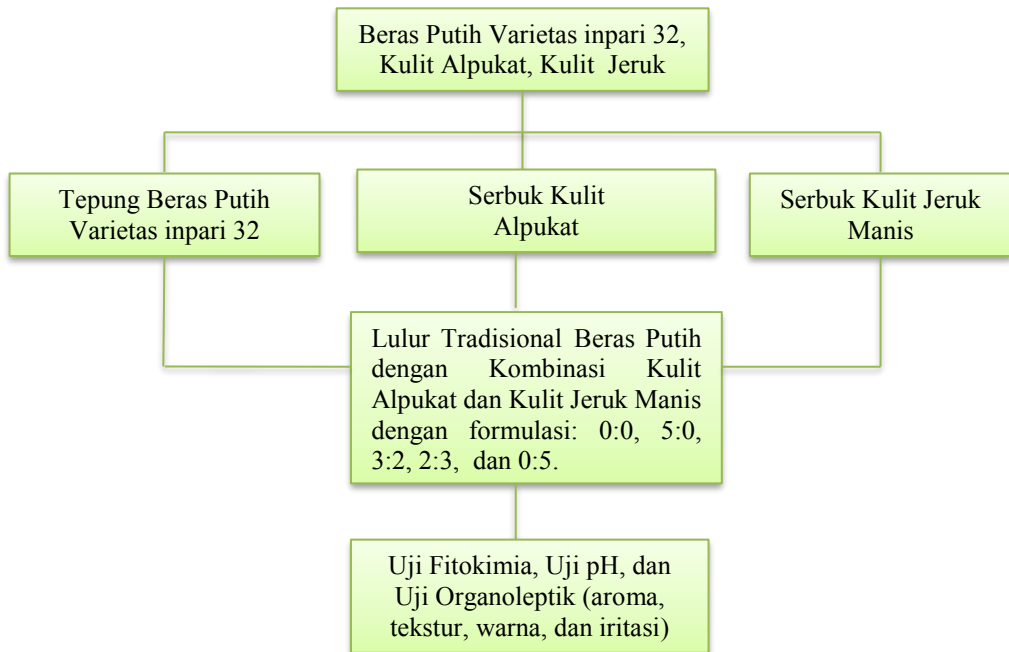 Beras Putih Varietas inpari 32,
Kulit Alpukat, Kulit Jeruk
Tepung Beras Putih
Varietas inpari 32
Serbuk Kulit
Alpukat
Serbuk Kulit Jeruk
Manis
Lulur Tradisional Beras Putih
dengan Kombinasi Kulit
Alpukat dan Kulit Jeruk Manis
dengan formulasi: 0:0, 5:0,
3:2, 2:3, dan 0:5.
Uji Fitokimia, Uji pH, dan
Uji Organoleptik (aroma,
tekstur, warna, dan iritasi)